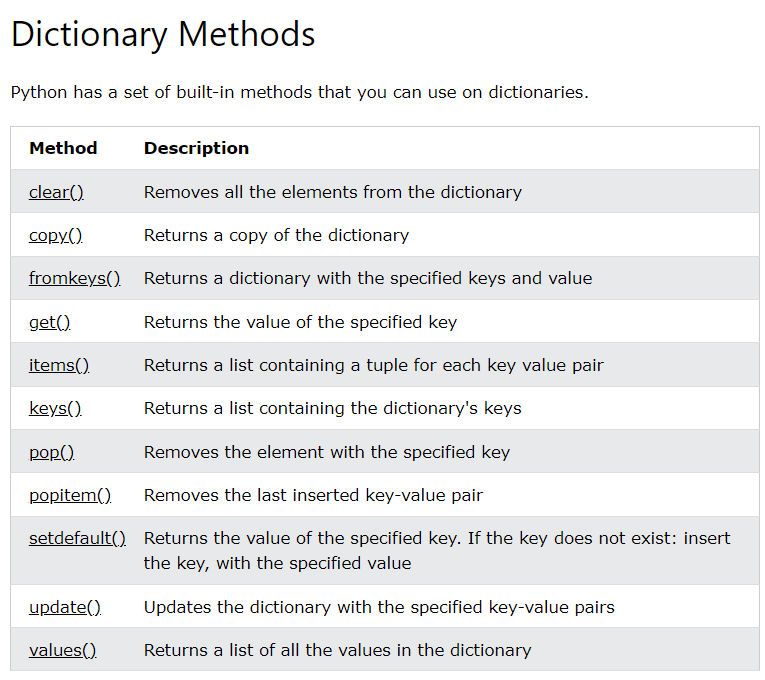 Dictionary Methods
Python has a set of built-in methods that you can use on dictionaries.
Method Description
clear() Removes all the elements from the dictionary
copy() Returns a copy of the dictionary
fromkeys() Returns a dictionary with the specified keys and value
get() Returns the value of the specified key
items() Returns a list containing a tuple for each key value pair
keys() Returns a list containing the dictionary's keys
pop() Removes the element with the specified key
popitem() Removes the last inserted key-value pair
setdefault() Returns the value of the specified key. If the key does not exist: insert
the key, with the specified value
update() Updates the dictionary with the specified key-value pairs
values() Returns a list of all the values in the dictionary